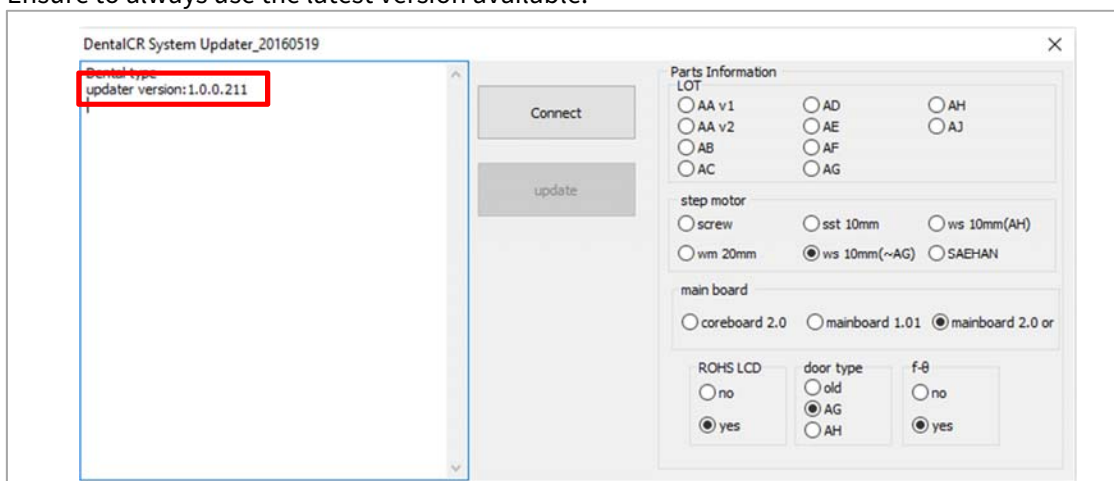 Ensure to always use the latest version available.
DentalCR System Updater_20160519
Dental type
updater version:1.0.0.211
Connect
update
Parts Information
LOT
AA v1 AD AH
AA v2 AE AJ
AB AF
AC AG
step motor
screw sst 10mm ws 10mm(AH)
wm 20mm ws 10mm(~AG) SAEHAN
main board
coreboard 2.0 mainboard 1.01 mainboard 2.0 or
ROHS LCD door type f-θ
no old no
AG
yes AH yes